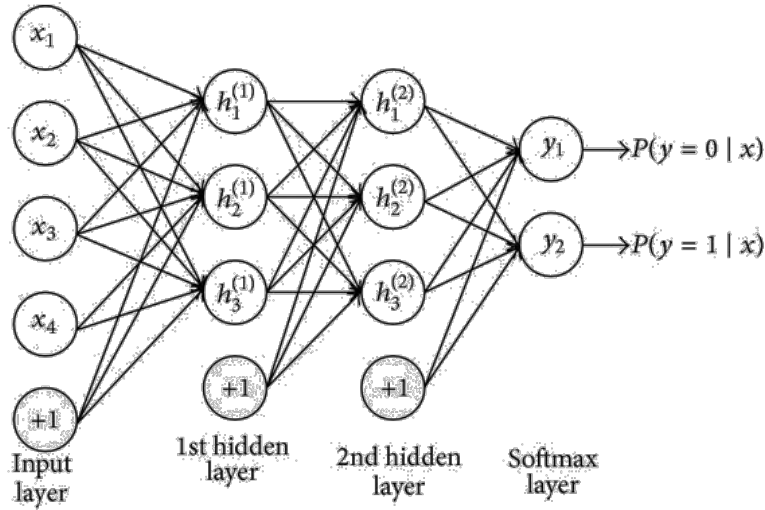 x₁
x₂
x₃
x₄
+1
Input
layer
h₁⁽¹⁾
h₂⁽¹⁾
h₃⁽¹⁾
+1
1st hidden
layer
h₁⁽²⁾
h₂⁽²⁾
h₃⁽²⁾
+1
2nd hidden
layer
y₁
y₂
Softmax
layer
P(y = 0 | x)
P(y = 1 | x)